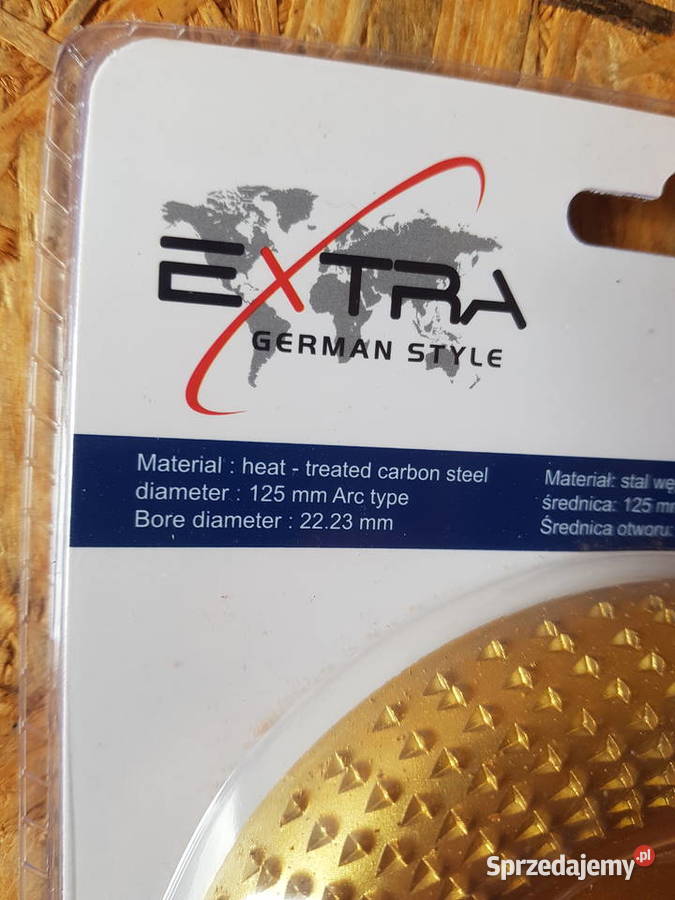 EXTRA
GERMAN STYLE
Material : heat - treated carbon steel
diameter : 125 mm Arc type
Bore diameter : 22.23 mm
Materiał: stal wę
średnica: 125 m
Średnica otworu:
Sprzedajemy.pl